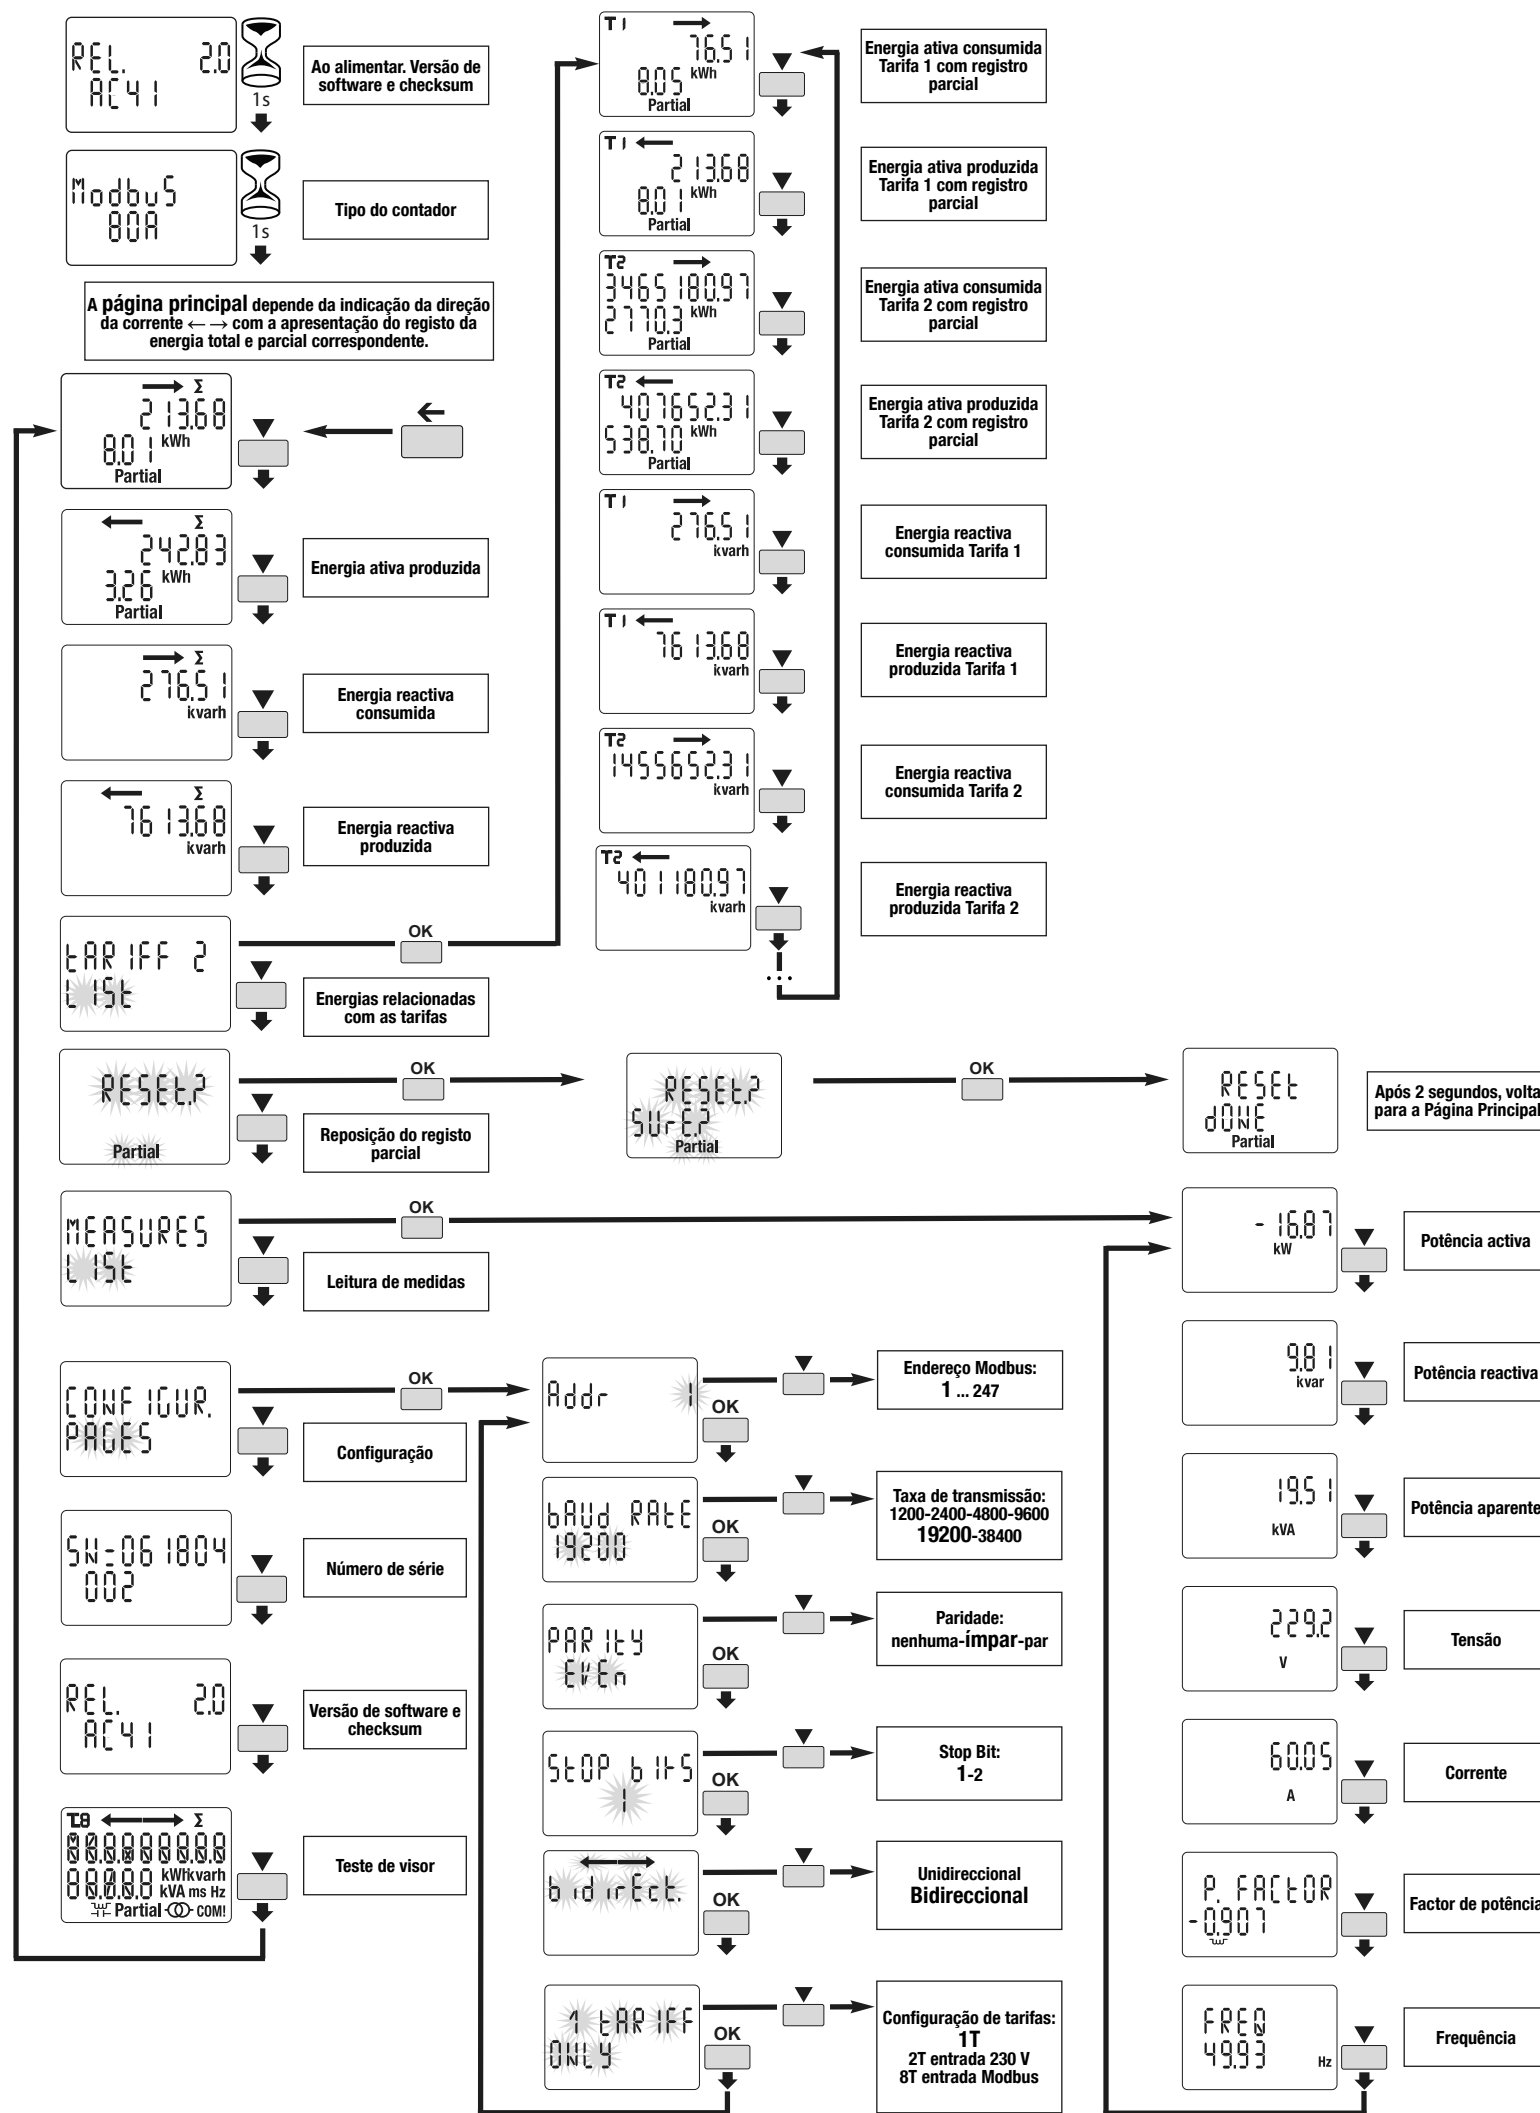 REL. 2.0
AC41
1s
Ao alimentar. Versão de
software e checksum
ModbuS
80A
1s
Tipo do contador
A página principal depende da indicação da direção
da corrente ← → com a apresentação do registo da
energia total e parcial correspondente.
→ Σ
213.68
8.01 kWh
Partial
←
← Σ
242.83
3.26 kWh
Partial
Energia ativa produzida
→ Σ
276.51
kvarh
Energia reactiva
consumida
← Σ
7613.68
kvarh
Energia reactiva
produzida
tARIFF 2
LISt
OK
Energias relacionadas
com as tarifas
T1 →
76.51
8.05 kWh
Partial
Energia ativa consumida
Tarifa 1 com registro
parcial
T1 ←
213.68
8.01 kWh
Partial
Energia ativa produzida
Tarifa 1 com registro
parcial
T2 →
3465180.97
2770.3 kWh
Partial
Energia ativa consumida
Tarifa 2 com registro
parcial
T2 ←
407652.31
538.70 kWh
Partial
Energia ativa produzida
Tarifa 2 com registro
parcial
T1 →
276.51
kvarh
Energia reactiva
consumida Tarifa 1
T1 ←
7613.68
kvarh
Energia reactiva
produzida Tarifa 1
T2 →
1455652.31
kvarh
Energia reactiva
consumida Tarifa 2
T2 ←
401180.97
kvarh
Energia reactiva
produzida Tarifa 2
...
RESEt.?
Partial
OK
Reposição do registo
parcial
RESEt.?
SUrE.?
Partial
OK
RESEt
dONE
Partial
Após 2 segundos, volta
para a Página Principal
MEASURES
LISt
OK
Leitura de medidas
CONFIGUR.
PAGES
OK
Configuração
SN-061804
002
Número de série
REL. 2.0
AC41
Versão de software e
checksum
T.8 ← → Σ
kWhkvarh
kVA ms Hz
Partial COM!
Teste de visor
Addr 1
OK
Endereço Modbus:
1 ... 247
bAUd RAtE
19200
OK
Taxa de transmissão:
1200-2400-4800-9600
19200-38400
PARItY
EVEn
OK
Paridade:
nenhuma-ímpar-par
StOP bItS
1
OK
Stop Bit:
1-2
bidirEct.
OK
Unidireccional
Bidireccional
1 tARIFF
ONLY
OK
Configuração de tarifas:
1T
2T entrada 230 V
8T entrada Modbus
-16.87
kW
Potência activa
9.81
kvar
Potência reactiva
19.51
kVA
Potência aparente
229.2
V
Tensão
60.05
A
Corrente
P. FACtOR
-0.907
Factor de potência
FREQ
49.93 Hz
Frequência